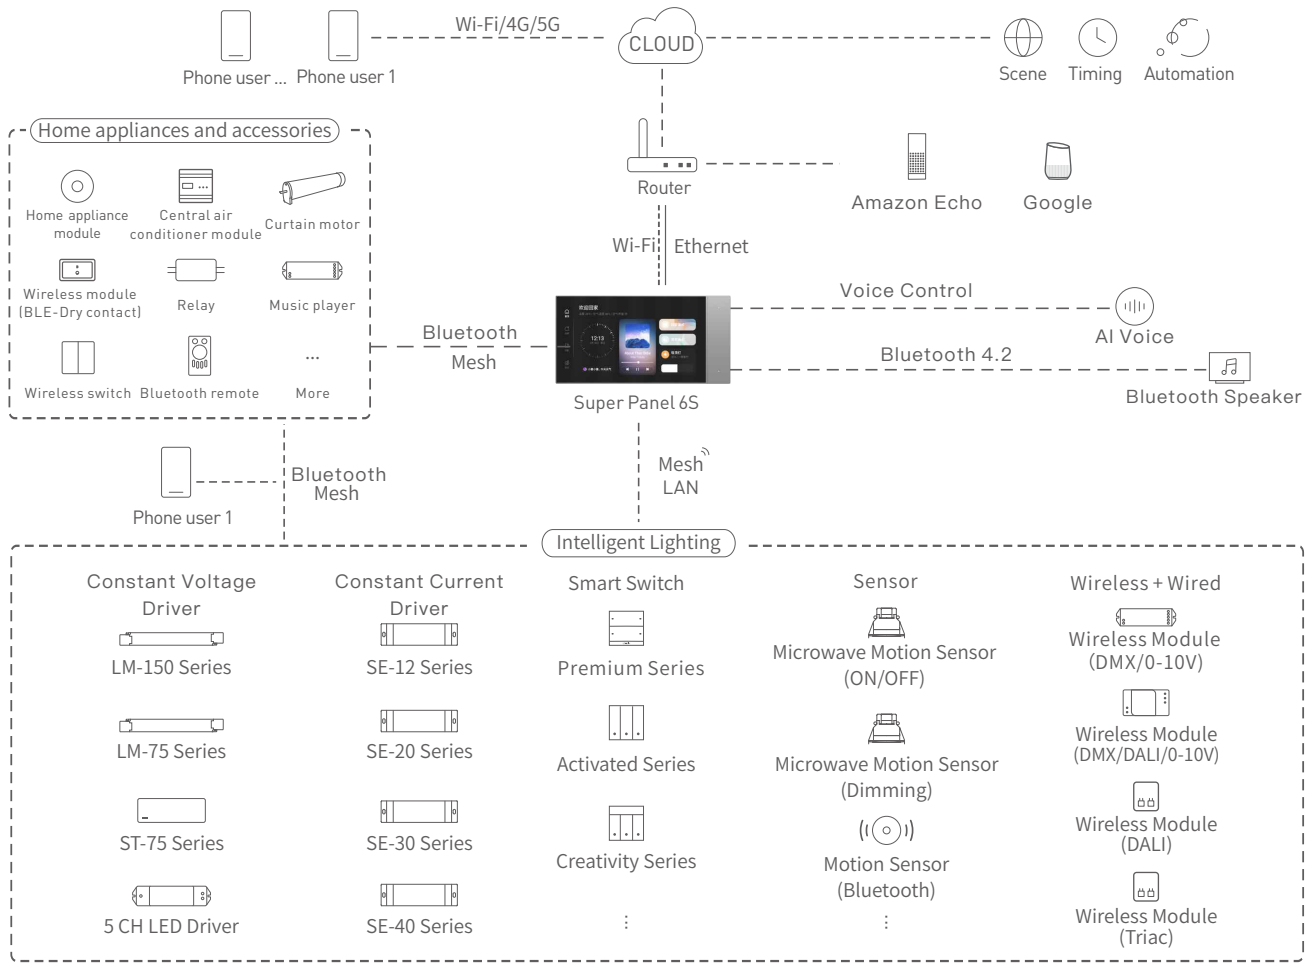 Wi-Fi/4G/5G
CLOUD
Phone user ...
Phone user 1
Scene
Timing
Automation
Home appliances and accessories
Router
Amazon Echo
Google
Home appliance
module
Central air
conditioner module
Curtain motor
Wi-Fi
Ethernet
Wireless module
(BLE-Dry contact)
Relay
Music player
Voice Control
AI Voice
Bluetooth
Mesh
欢迎回家
12:13
Bluetooth 4.2
Bluetooth Speaker
Wireless switch
Bluetooth remote
...
More
Super Panel 6S
Phone user 1
Bluetooth
Mesh
Mesh
LAN
Intelligent Lighting
Constant Voltage
Driver
LM-150 Series
LM-75 Series
ST-75 Series
5 CH LED Driver
Constant Current
Driver
SE-12 Series
SE-20 Series
SE-30 Series
SE-40 Series
Smart Switch
Premium Series
Activated Series
Creativity Series
...
Sensor
Microwave Motion Sensor
(ON/OFF)
Microwave Motion Sensor
(Dimming)
Motion Sensor
(Bluetooth)
...
Wireless + Wired
Wireless Module
(DMX/0-10V)
Wireless Module
(DMX/DALI/0-10V)
Wireless Module
(DALI)
Wireless Module
(Triac)